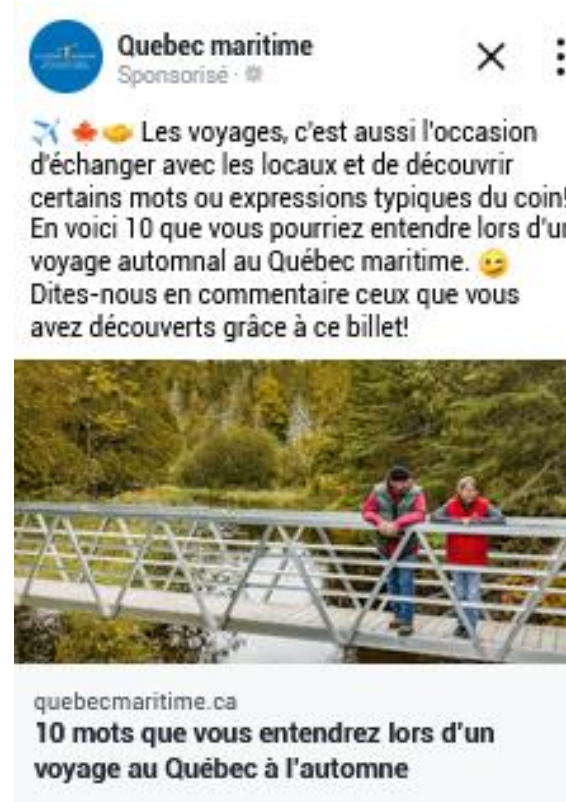 Quebec maritime
Sponsorisé ·
Les voyages, c'est aussi l'occasion
d'échanger avec les locaux et de découvrir
certains mots ou expressions typiques du coin!
En voici 10 que vous pourriez entendre lors d'un
voyage automnal au Québec maritime.
Dites-nous en commentaire ceux que vous
avez découverts grâce à ce billet!
quebecmaritime.ca
10 mots que vous entendrez lors d'un
voyage au Québec à l'automne